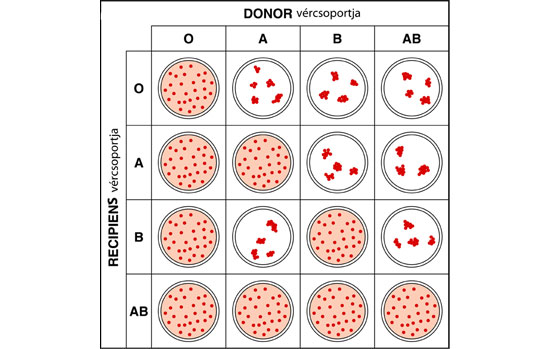 DONOR vércsoportja
O A B AB
RECIPIENS vércsoportja
O
A
B
AB